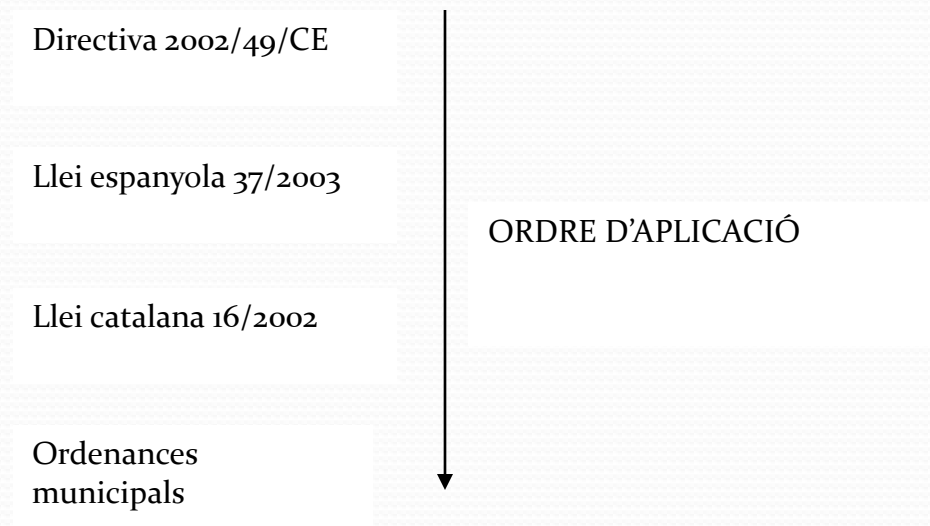 Directiva 2002/49/CE
Llei espanyola 37/2003
ORDRE D’APLICACIÓ
Llei catalana 16/2002
Ordenances
municipals